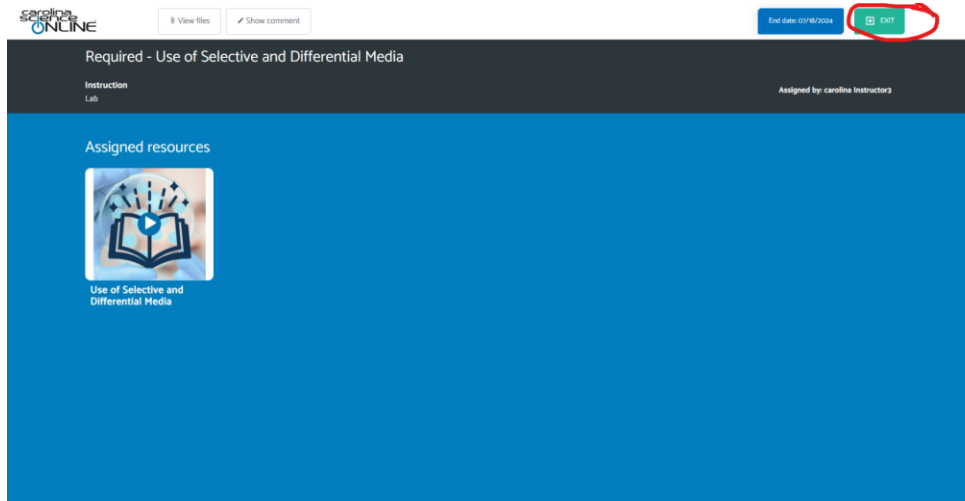 carolina
science
ONLINE
View files
Show comment
End date: 07/18/2024
EXIT
Required - Use of Selective and Differential Media
Instruction
Lab
Assigned by: carolina Instructor3
Assigned resources
Use of Selective and
Differential Media